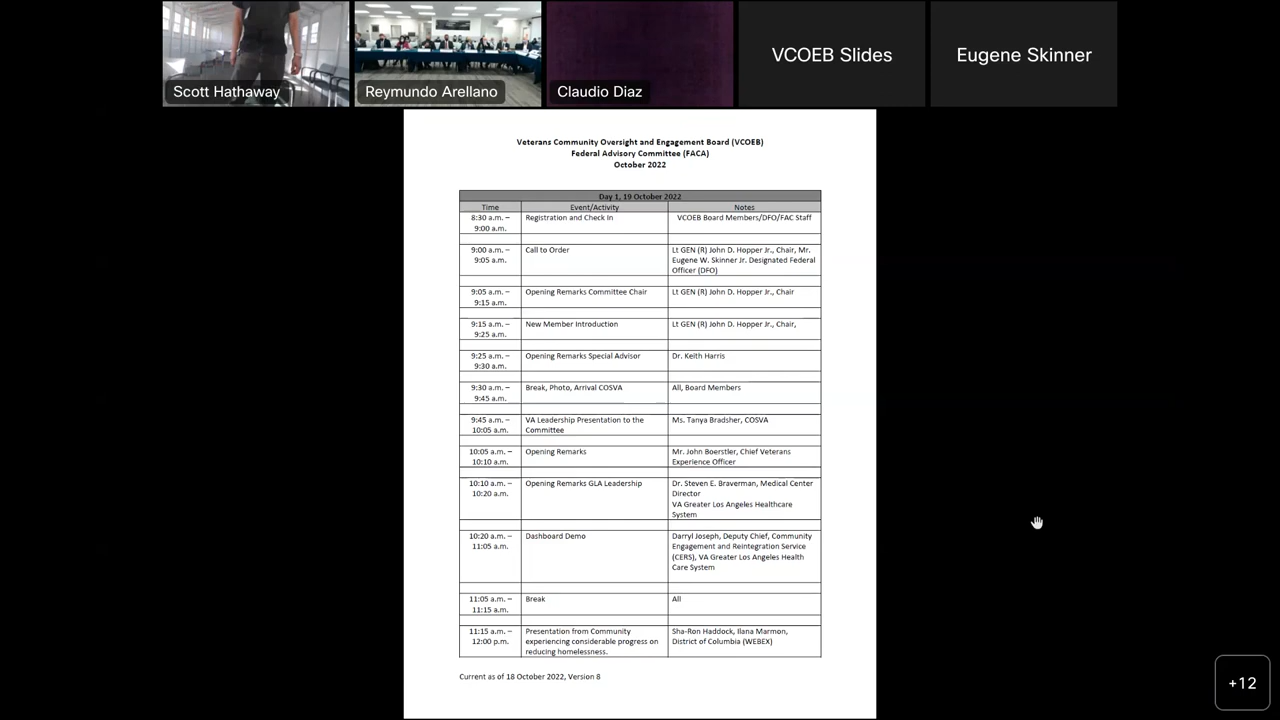 Scott Hathaway
Reymundo Arellano
Claudio Diaz
VCOEB Slides
Eugene Skinner
Veterans Community Oversight and Engagement Board (VCOEB)
Federal Advisory Committee (FACA)
October 2022
Day 1, 19 October 2022
Time Event/Activity Notes
8:30 a.m. – Registration and Check In VCOEB Board Members/DFO/FAC Staff
9:00 a.m.
9:00 a.m. – Call to Order Lt GEN (R) John D. Hopper Jr., Chair, Mr.
9:05 a.m. Eugene W. Skinner Jr. Designated Federal
Officer (DFO)
9:05 a.m. – Opening Remarks Committee Chair Lt GEN (R) John D. Hopper Jr., Chair
9:15 a.m.
9:15 a.m. – New Member Introduction Lt GEN (R) John D. Hopper Jr., Chair,
9:25 a.m.
9:25 a.m. – Opening Remarks Special Advisor Dr. Keith Harris
9:30 a.m.
9:30 a.m. – Break, Photo, Arrival COSVA All, Board Members
9:45 a.m.
9:45 a.m. – VA Leadership Presentation to the Ms. Tanya Bradsher, COSVA
10:05 a.m. Committee
10:05 a.m. – Opening Remarks Mr. John Boerstler, Chief Veterans
10:10 a.m. Experience Officer
10:10 a.m. – Opening Remarks GLA Leadership Dr. Steven E. Braverman, Medical Center
10:20 a.m. Director
VA Greater Los Angeles Healthcare
System
10:20 a.m. – Dashboard Demo Darryl Joseph, Deputy Chief, Community
11:05 a.m. Engagement and Reintegration Service
(CERS), VA Greater Los Angeles Health
Care System
11:05 a.m. – Break All
11:15 a.m.
11:15 a.m. – Presentation from Community Sha-Ron Haddock, Ilana Marmon,
12:00 p.m. experiencing considerable progress on District of Columbia (WEBEX)
reducing homelessness.
Current as of 18 October 2022, Version 8
+12